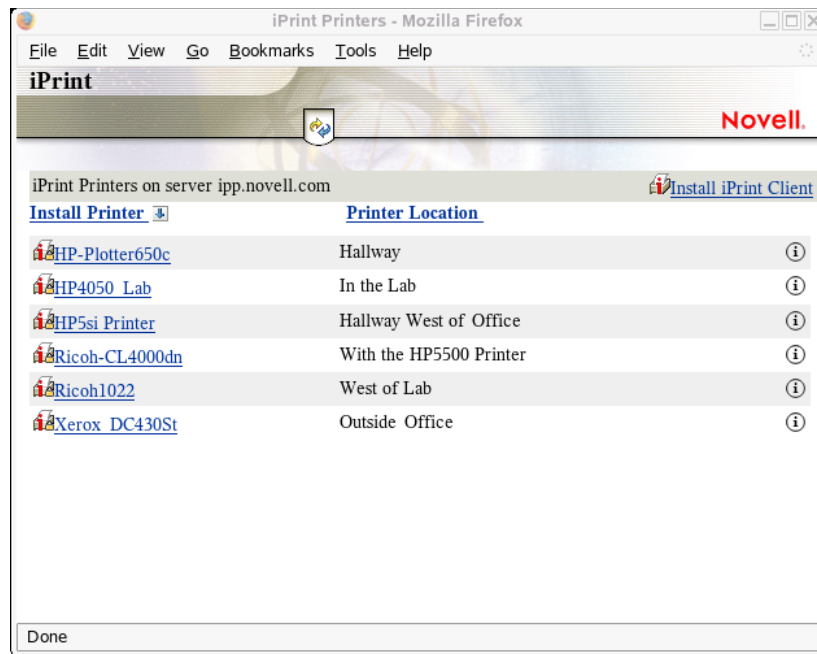 iPrint Printers - Mozilla Firefox
File Edit View Go Bookmarks Tools Help
iPrint
Novell.
iPrint Printers on server ipp.novell.com Install iPrint Client
Install Printer Printer Location
HP-Plotter650c Hallway
HP4050_Lab In the Lab
HP5si Printer Hallway West of Office
Ricoh-CL4000dn With the HP5500 Printer
Ricoh1022 West of Lab
Xerox_DC430St Outside Office
Done